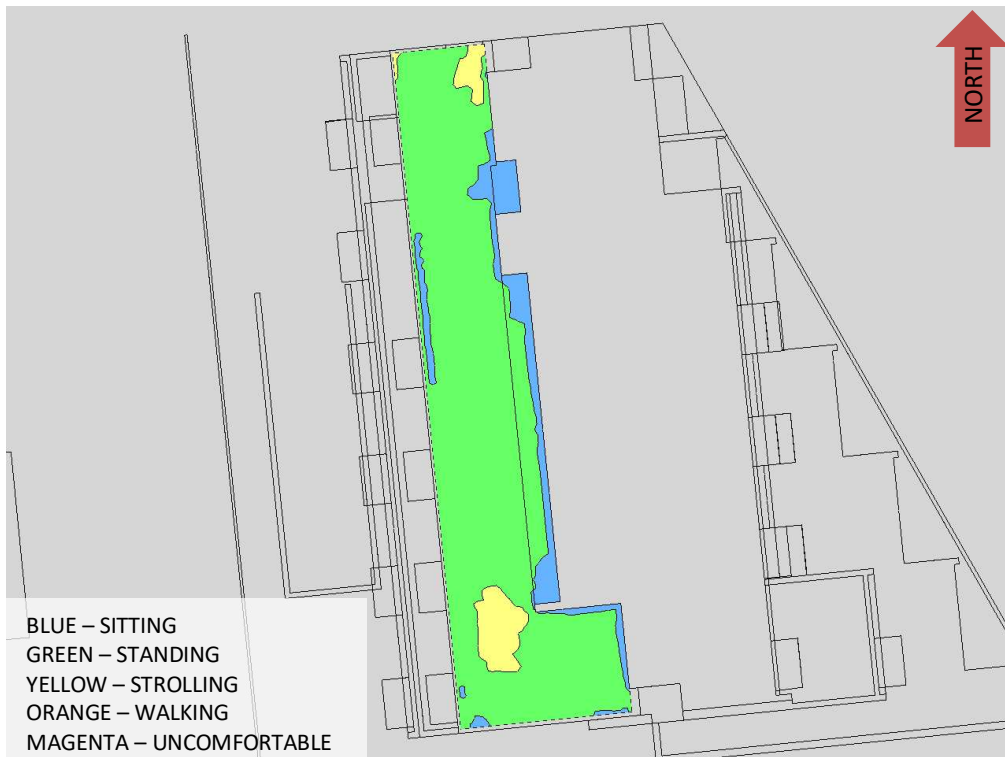 NORTH
BLUE – SITTING
GREEN – STANDING
YELLOW – STROLLING
ORANGE – WALKING
MAGENTA – UNCOMFORTABLE